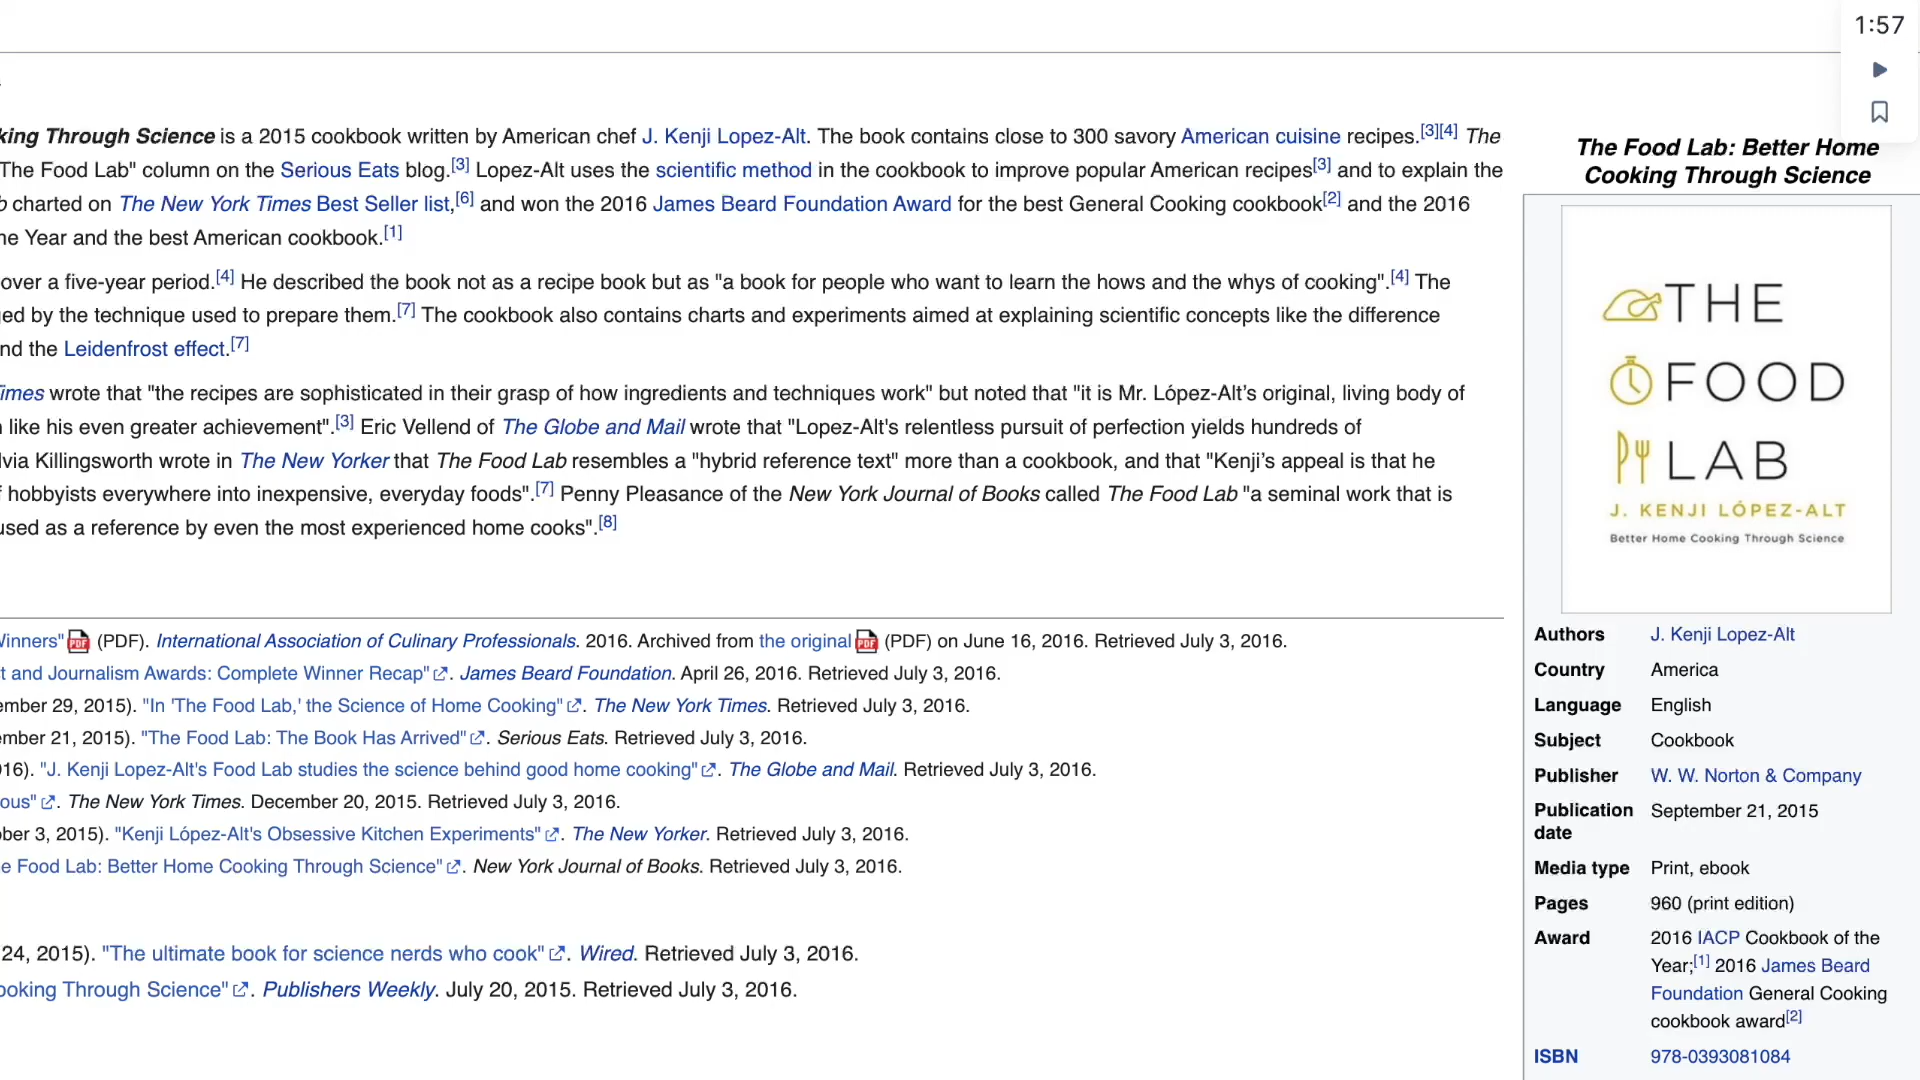 1:57
king Through Science is a 2015 cookbook written by American chef J. Kenji Lopez-Alt. The book contains close to 300 savory American cuisine recipes.[3][4] The
The Food Lab" column on the Serious Eats blog.[3] Lopez-Alt uses the scientific method in the cookbook to improve popular American recipes[3] and to explain the
charted on The New York Times Best Seller list,[6] and won the 2016 James Beard Foundation Award for the best General Cooking cookbook[2] and the 2016
he Year and the best American cookbook.[1]
over a five-year period.[4] He described the book not as a recipe book but as "a book for people who want to learn the hows and the whys of cooking".[4] The
ed by the technique used to prepare them.[7] The cookbook also contains charts and experiments aimed at explaining scientific concepts like the difference
nd the Leidenfrost effect.[7]
imes wrote that "the recipes are sophisticated in their grasp of how ingredients and techniques work" but noted that "it is Mr. López-Alt's original, living body of
like his even greater achievement".[3] Eric Vellend of The Globe and Mail wrote that "Lopez-Alt's relentless pursuit of perfection yields hundreds of
lvia Killingsworth wrote in The New Yorker that The Food Lab resembles a "hybrid reference text" more than a cookbook, and that "Kenji's appeal is that he
f hobbyists everywhere into inexpensive, everyday foods".[7] Penny Pleasance of the New York Journal of Books called The Food Lab "a seminal work that is
used as a reference by even the most experienced home cooks".[8]
Winners" PDF (PDF). International Association of Culinary Professionals. 2016. Archived from the original PDF (PDF) on June 16, 2016. Retrieved July 3, 2016.
t and Journalism Awards: Complete Winner Recap". James Beard Foundation. April 26, 2016. Retrieved July 3, 2016.
ember 29, 2015). "In 'The Food Lab,' the Science of Home Cooking". The New York Times. Retrieved July 3, 2016.
ember 21, 2015). "The Food Lab: The Book Has Arrived". Serious Eats. Retrieved July 3, 2016.
016). "J. Kenji Lopez-Alt's Food Lab studies the science behind good home cooking". The Globe and Mail. Retrieved July 3, 2016.
ous". The New York Times. December 20, 2015. Retrieved July 3, 2016.
ober 3, 2015). "Kenji López-Alt's Obsessive Kitchen Experiments". The New Yorker. Retrieved July 3, 2016.
e Food Lab: Better Home Cooking Through Science". New York Journal of Books. Retrieved July 3, 2016.
24, 2015). "The ultimate book for science nerds who cook". Wired. Retrieved July 3, 2016.
ooking Through Science". Publishers Weekly. July 20, 2015. Retrieved July 3, 2016.
The Food Lab: Better Home
Cooking Through Science
THE
FOOD
LAB
J. KENJI LÓPEZ-ALT
Better Home Cooking Through Science
Authors J. Kenji Lopez-Alt
Country America
Language English
Subject Cookbook
Publisher W. W. Norton & Company
Publication September 21, 2015
date
Media type Print, ebook
Pages 960 (print edition)
Award 2016 IACP Cookbook of the
Year;[1] 2016 James Beard
Foundation General Cooking
cookbook award[2]
ISBN 978-0393081084